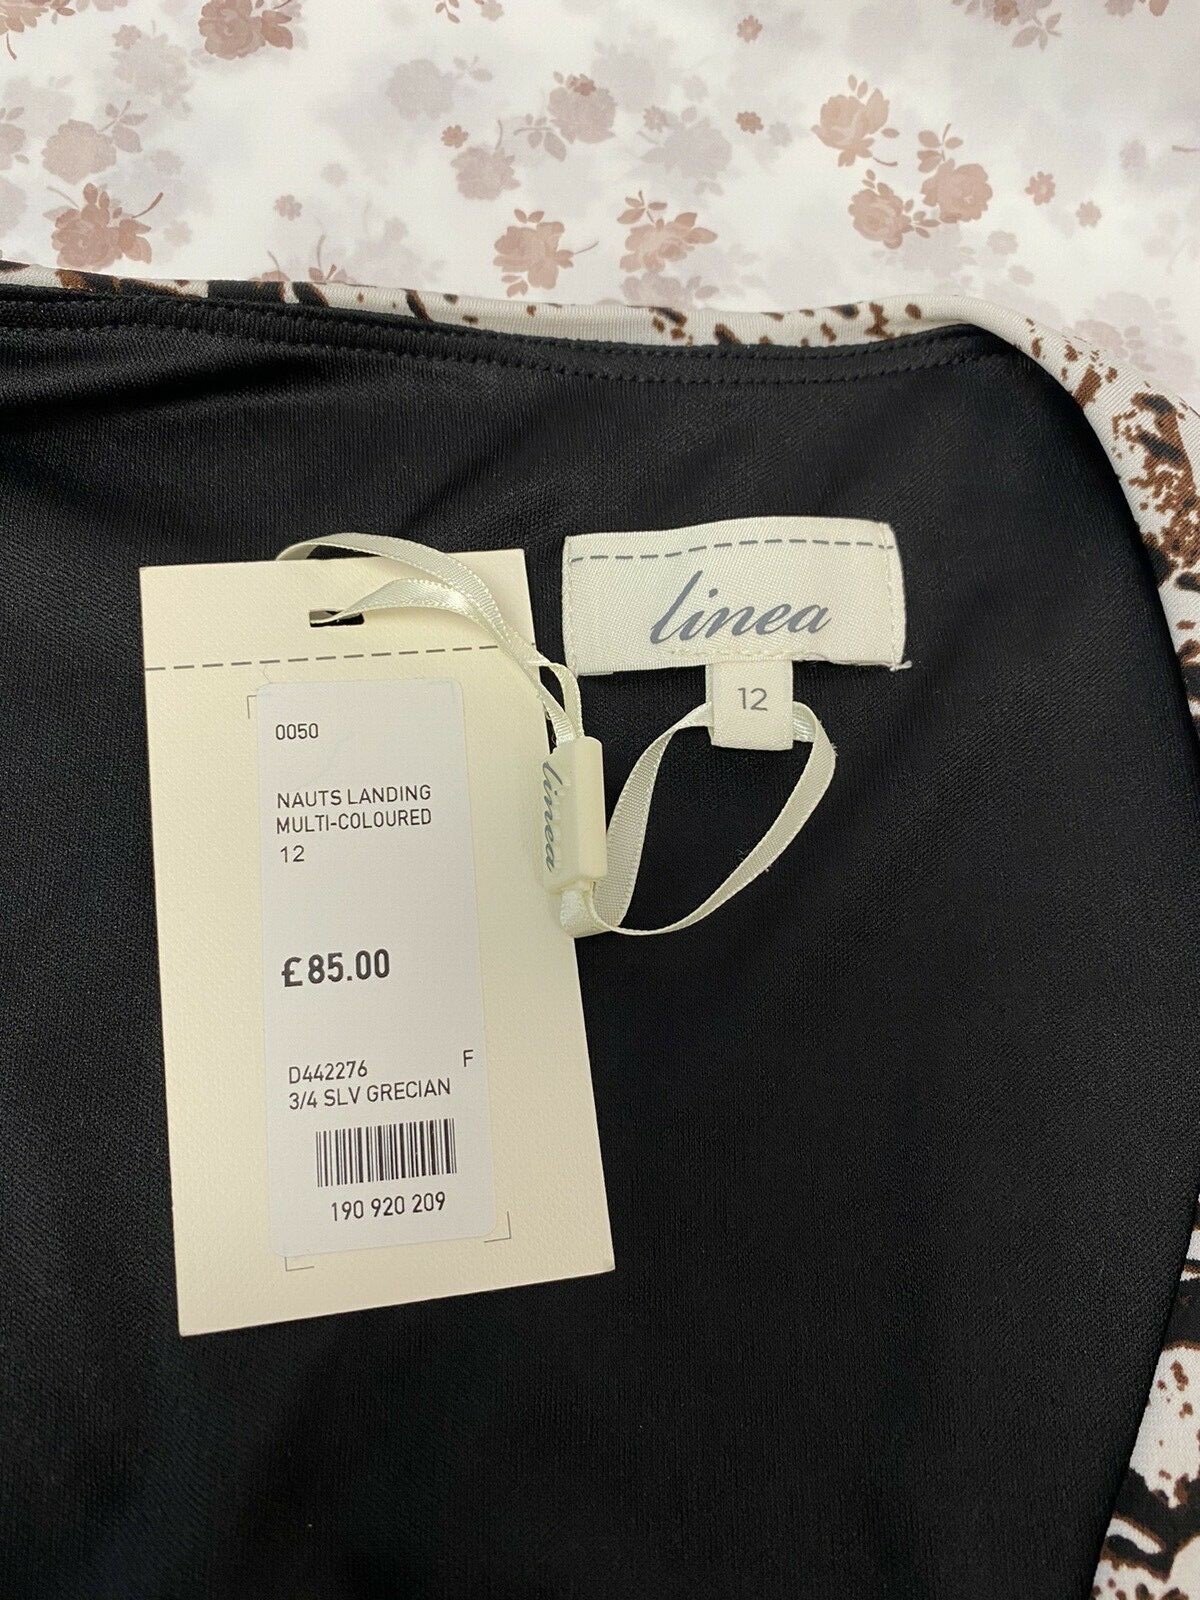 linea
12
linea
0050
NAUTS LANDING
MULTI-COLOURED
12
£85.00
D442276 F
3/4 SLV GRECIAN
190 920 209